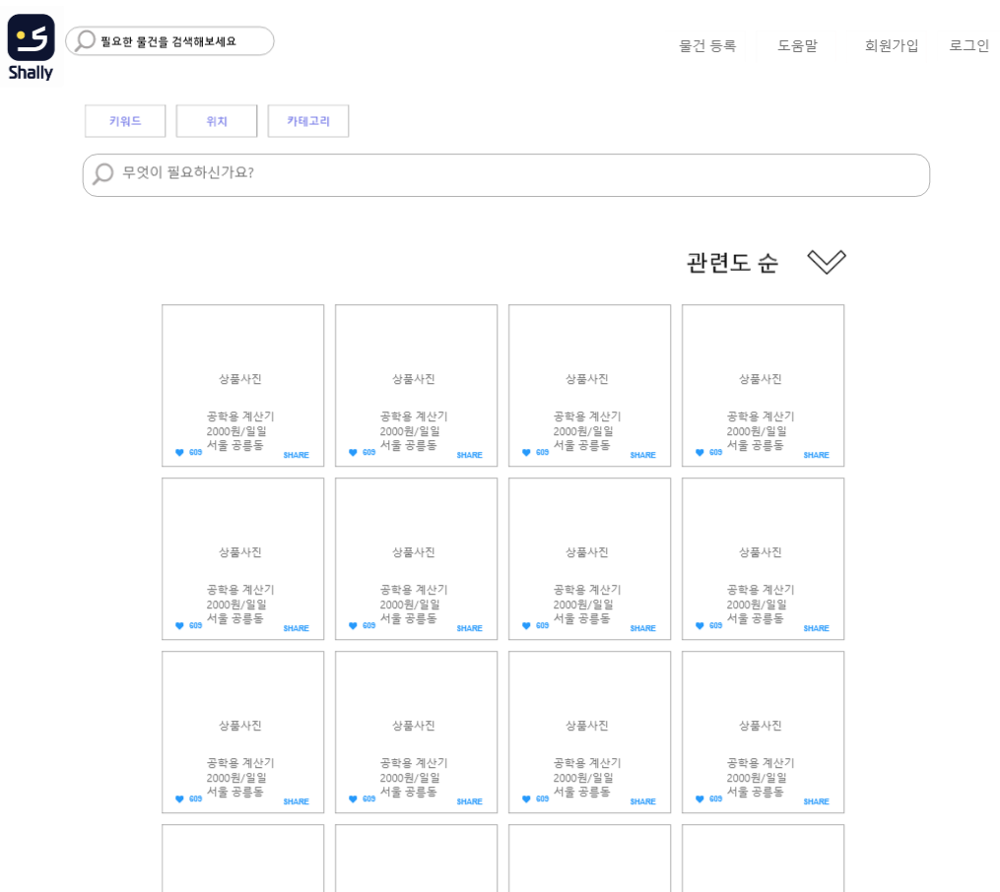 Shally
필요한 물건을 검색해보세요
물건 등록 도움말 회원가입 로그인
키워드 위치 카테고리
무엇이 필요하신가요?
관련도 순
상품사진 상품사진 상품사진 상품사진
공학용 계산기 공학용 계산기 공학용 계산기 공학용 계산기
2000원/일일 2000원/일일 2000원/일일 2000원/일일
서울 공릉동 서울 공릉동 서울 공릉동 서울 공릉동
609 SHARE 609 SHARE 609 SHARE 609 SHARE
상품사진 상품사진 상품사진 상품사진
공학용 계산기 공학용 계산기 공학용 계산기 공학용 계산기
2000원/일일 2000원/일일 2000원/일일 2000원/일일
서울 공릉동 서울 공릉동 서울 공릉동 서울 공릉동
609 SHARE 609 SHARE 609 SHARE 609 SHARE
상품사진 상품사진 상품사진 상품사진
공학용 계산기 공학용 계산기 공학용 계산기 공학용 계산기
2000원/일일 2000원/일일 2000원/일일 2000원/일일
서울 공릉동 서울 공릉동 서울 공릉동 서울 공릉동
609 SHARE 609 SHARE 609 SHARE 609 SHARE